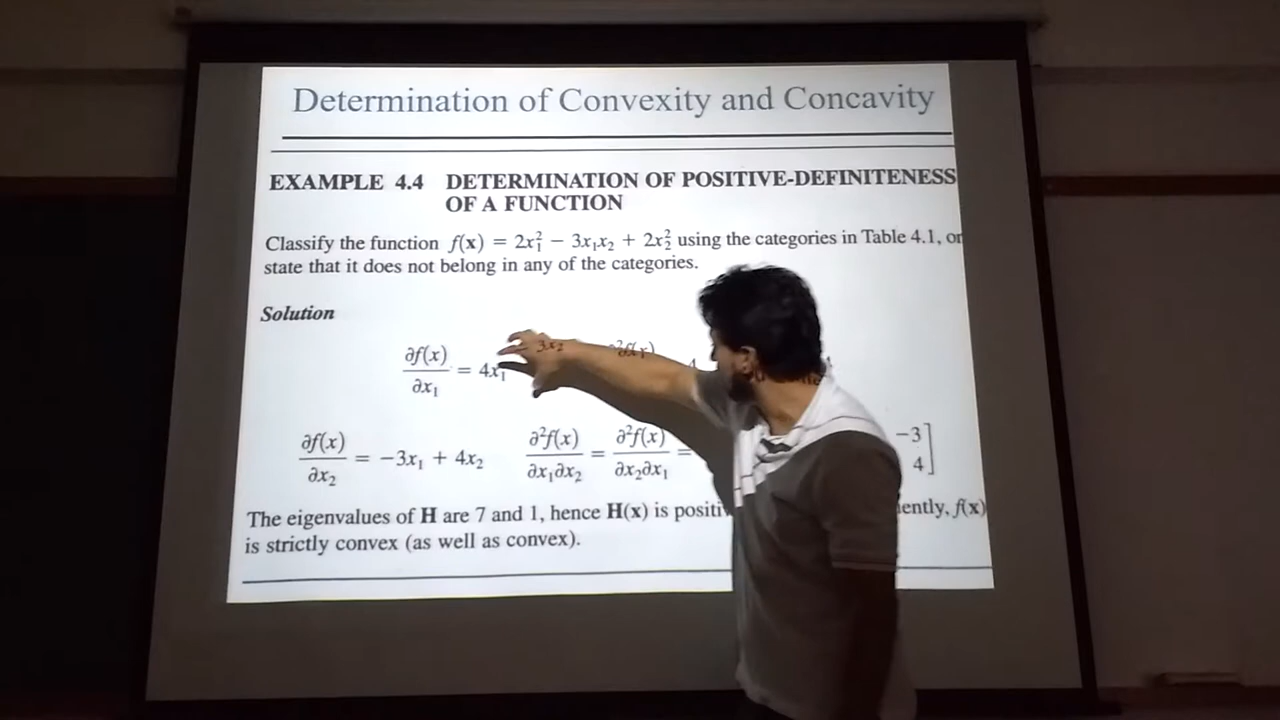 Determination of Convexity and Concavity
EXAMPLE 4.4 DETERMINATION OF POSITIVE-DEFINITENESS
OF A FUNCTION
Classify the function f(x) = 2x₁² − 3x₁x₂ + 2x₂² using the categories in Table 4.1, or
state that it does not belong in any of the categories.
Solution
∂f(x)/∂x₁ = 4x₁ − 3x₂ ∂²f(x) 4
∂f(x)/∂x₂ = −3x₁ + 4x₂ ∂²f(x)/∂x₁∂x₂ = ∂²f(x)/∂x₂∂x₁ = −3
4
The eigenvalues of H are 7 and 1, hence H(x) is f(x)
is strictly convex (as well as convex).